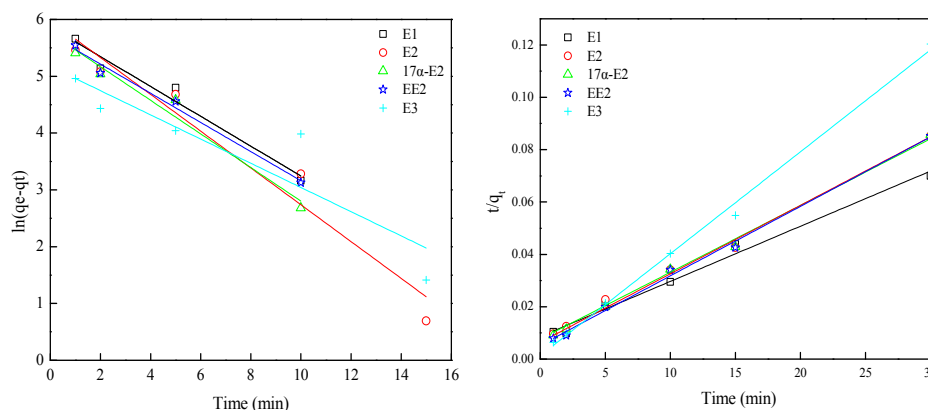 6
5
4
3
2
1
0
ln(qe-qt)
0 2 4 6 8 10 12 14 16
Time (min)
E1
E2
17α-E2
EE2
E3
0.12
0.10
0.08
0.06
0.04
0.02
0.00
t/qt
0 5 10 15 20 25 30
Time (min)
E1
E2
17α-E2
EE2
E3